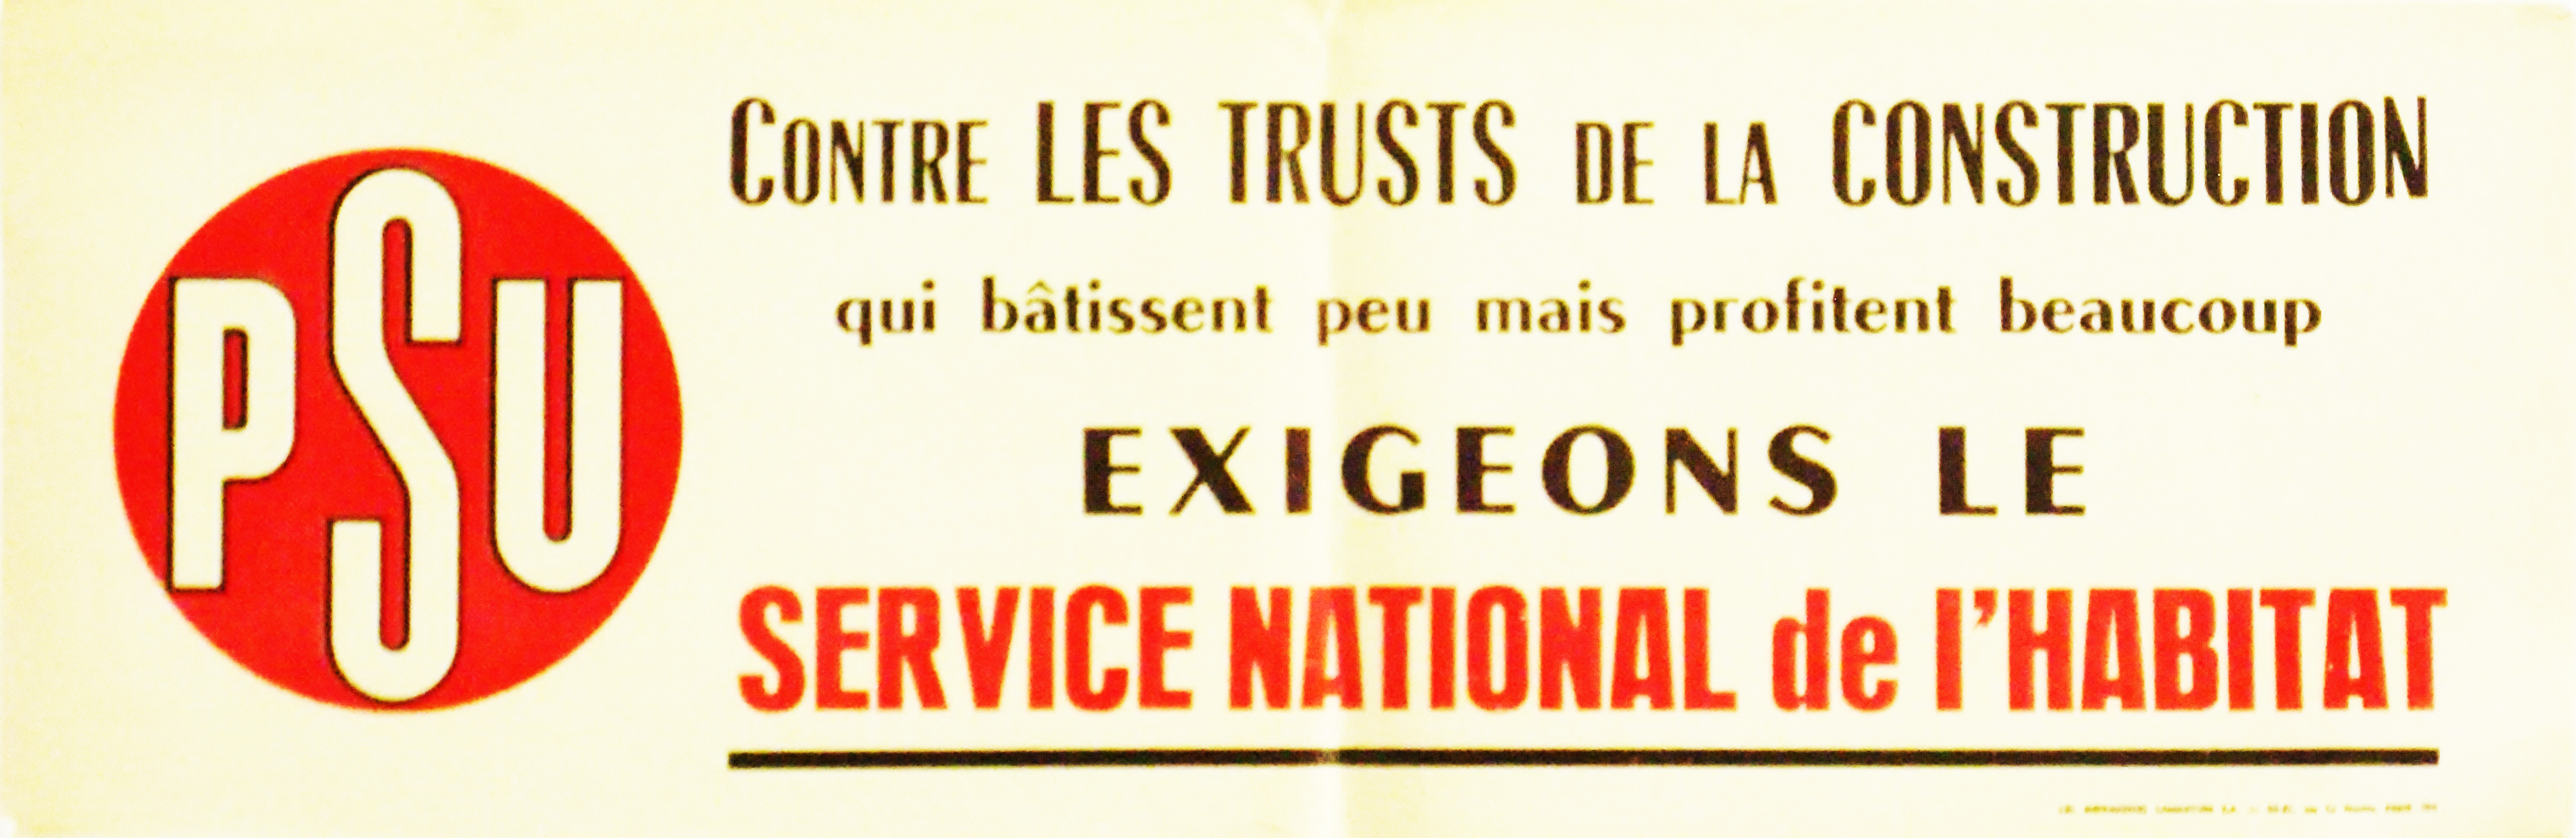 PSU
CONTRE LES TRUSTS DE LA CONSTRUCTION
qui bâtissent peu mais profitent beaucoup
EXIGEONS LE
SERVICE NATIONAL de l'HABITAT